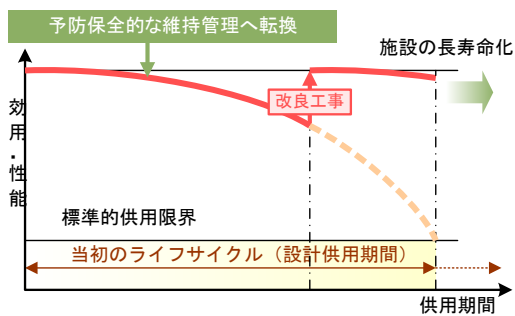 予防保全的な維持管理へ転換
施設の長寿命化
改良工事
効用・性能
標準的供用限界
当初のライフサイクル（設計供用期間）
供用期間